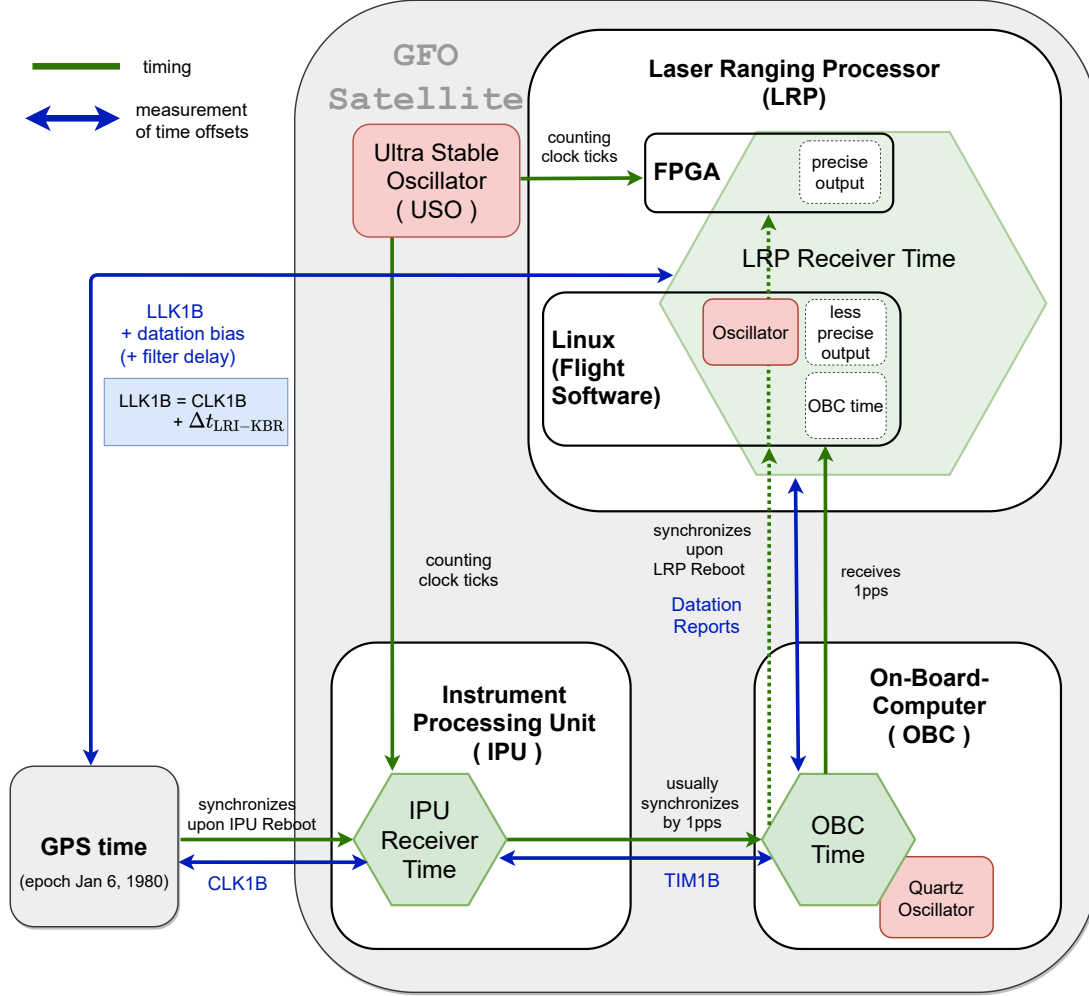 timing
measurement
of time offsets
GFO
Satellite
Laser Ranging Processor
(LRP)
Ultra Stable
Oscillator
( USO )
counting
clock ticks
FPGA
precise
output
LRP Receiver Time
LLK1B
+ datation bias
(+ filter delay)
LLK1B = CLK1B
+ Δt_LRI−KBR
Linux
(Flight
Software)
Oscillator
less
precise
output
OBC time
counting
clock ticks
synchronizes
upon
LRP Reboot
Datation
Reports
receives
1pps
Instrument
Processing Unit
( IPU )
On-Board-
Computer
( OBC )
GPS time
(epoch Jan 6, 1980)
synchronizes
upon IPU Reboot
CLK1B
IPU
Receiver
Time
usually
synchronizes
by 1pps
TIM1B
OBC
Time
Quartz
Oscillator